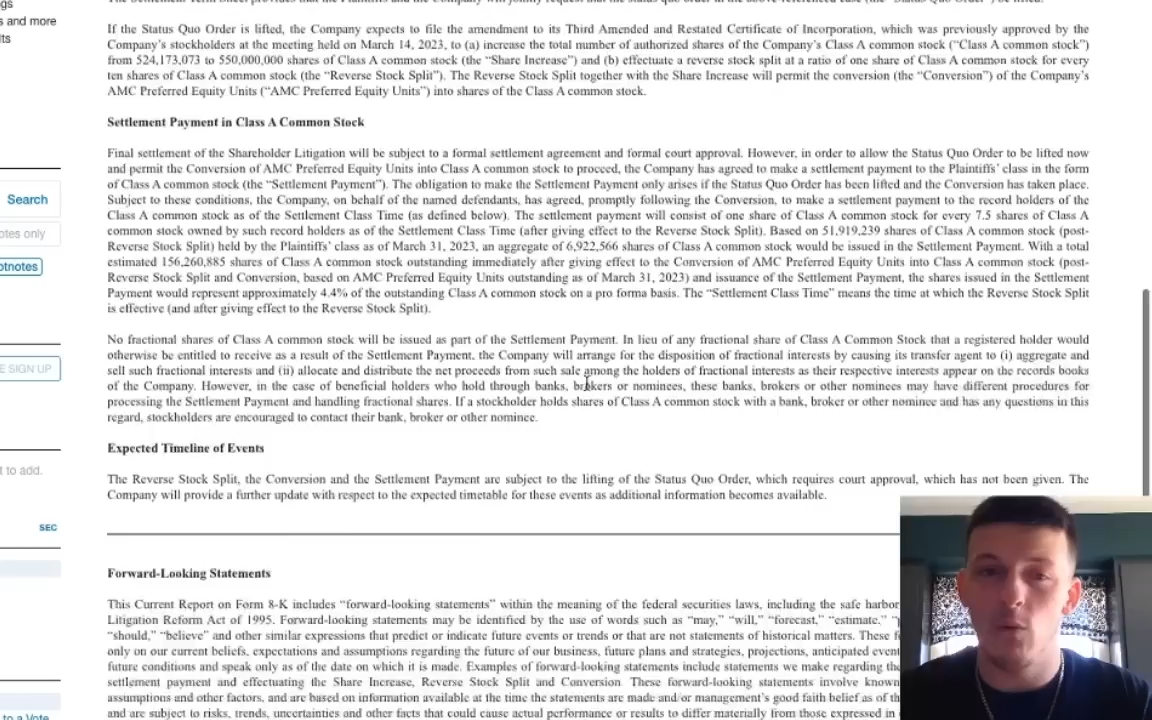 gs
s and more
lts
Search
otes only
otnotes
E SIGN UP
t to add.
SEC
to a Vote
If the Status Quo Order is lifted, the Company expects to file the amendment to its Third Amended and Restated Certificate of Incorporation, which was previously approved by the
Company's stockholders at the meeting held on March 14, 2023, to (a) increase the total number of authorized shares of the Company's Class A common stock ("Class A common stock")
from 524,173,073 to 550,000,000 shares of Class A common stock (the "Share Increase") and (b) effectuate a reverse stock split at a ratio of one share of Class A common stock for every
ten shares of Class A common stock (the "Reverse Stock Split"). The Reverse Stock Split together with the Share Increase will permit the conversion (the "Conversion") of the Company's
AMC Preferred Equity Units ("AMC Preferred Equity Units") into shares of the Class A common stock.
Settlement Payment in Class A Common Stock
Final settlement of the Shareholder Litigation will be subject to a formal settlement agreement and formal court approval. However, in order to allow the Status Quo Order to be lifted now
and permit the Conversion of AMC Preferred Equity Units into Class A common stock to proceed, the Company has agreed to make a settlement payment to the Plaintiffs' class in the form
of Class A common stock (the "Settlement Payment"). The obligation to make the Settlement Payment only arises if the Status Quo Order has been lifted and the Conversion has taken place.
Subject to these conditions, the Company, on behalf of the named defendants, has agreed, promptly following the Conversion, to make a settlement payment to the record holders of the
Class A common stock as of the Settlement Class Time (as defined below). The settlement payment will consist of one share of Class A common stock for every 7.5 shares of Class A
common stock owned by such record holders as of the Settlement Class Time (after giving effect to the Reverse Stock Split). Based on 51,919,239 shares of Class A common stock (post-
Reverse Stock Split) held by the Plaintiffs' class as of March 31, 2023, an aggregate of 6,922,566 shares of Class A common stock would be issued in the Settlement Payment. With a total
estimated 156,260,885 shares of Class A common stock outstanding immediately after giving effect to the Conversion of AMC Preferred Equity Units into Class A common stock (post-
Reverse Stock Split and Conversion, based on AMC Preferred Equity Units outstanding as of March 31, 2023) and issuance of the Settlement Payment, the shares issued in the Settlement
Payment would represent approximately 4.4% of the outstanding Class A common stock on a pro forma basis. The "Settlement Class Time" means the time at which the Reverse Stock Split
is effective (and after giving effect to the Reverse Stock Split).
No fractional shares of Class A common stock will be issued as part of the Settlement Payment. In lieu of any fractional share of Class A Common Stock that a registered holder would
otherwise be entitled to receive as a result of the Settlement Payment, the Company will arrange for the disposition of fractional interests by causing its transfer agent to (i) aggregate and
sell such fractional interests and (ii) allocate and distribute the net proceeds from such sale among the holders of fractional interests as their respective interests appear on the records books
of the Company. However, in the case of beneficial holders who hold through banks, brokers or nominees, these banks, brokers or other nominees may have different procedures for
processing the Settlement Payment and handling fractional shares. If a stockholder holds shares of Class A common stock with a bank, broker or other nominee and has any questions in this
regard, stockholders are encouraged to contact their bank, broker or other nominee.
Expected Timeline of Events
The Reverse Stock Split, the Conversion and the Settlement Payment are subject to the lifting of the Status Quo Order, which requires court approval, which has not been given. The
Company will provide a further update with respect to the expected timetable for these events as additional information becomes available.
Forward-Looking Statements
This Current Report on Form 8-K includes "forward-looking statements" within the meaning of the federal securities laws, including the safe harbor
Litigation Reform Act of 1995. Forward-looking statements may be identified by the use of words such as "may," "will," "forecast," "estimate," "
"should," "believe" and other similar expressions that predict or indicate future events or trends or that are not statements of historical matters. These f
only on our current beliefs, expectations and assumptions regarding the future of our business, future plans and strategies, projections, anticipated event
future conditions and speak only as of the date on which it is made. Examples of forward-looking statements include statements we make regarding the
settlement payment and effectuating the Share Increase, Reverse Stock Split and Conversion. These forward-looking statements involve known
assumptions and other factors, and are based on information available at the time the statements are made and/or management's good faith belief as of th
and are subject to risks, trends, uncertainties and other facts that could cause actual performance or results to differ materially from those expressed in